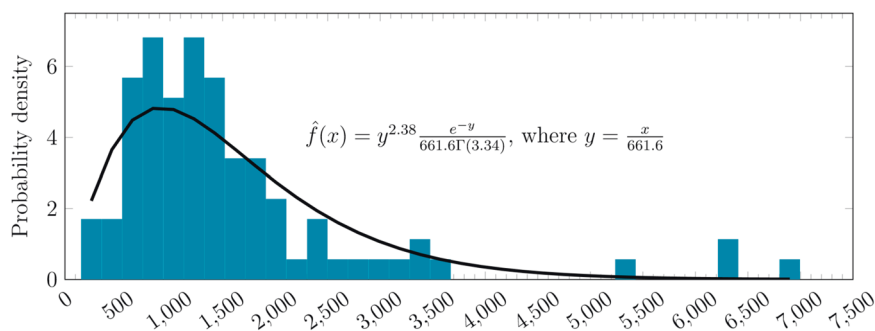 Probability density
6
4
2
0
f̂(x) = y^{2.38} \frac{e^{-y}}{661.6Γ(3.34)}, where y = \frac{x}{661.6}
0 500 1,000 1,500 2,000 2,500 3,000 3,500 4,000 4,500 5,000 5,500 6,000 6,500 7,000 7,500